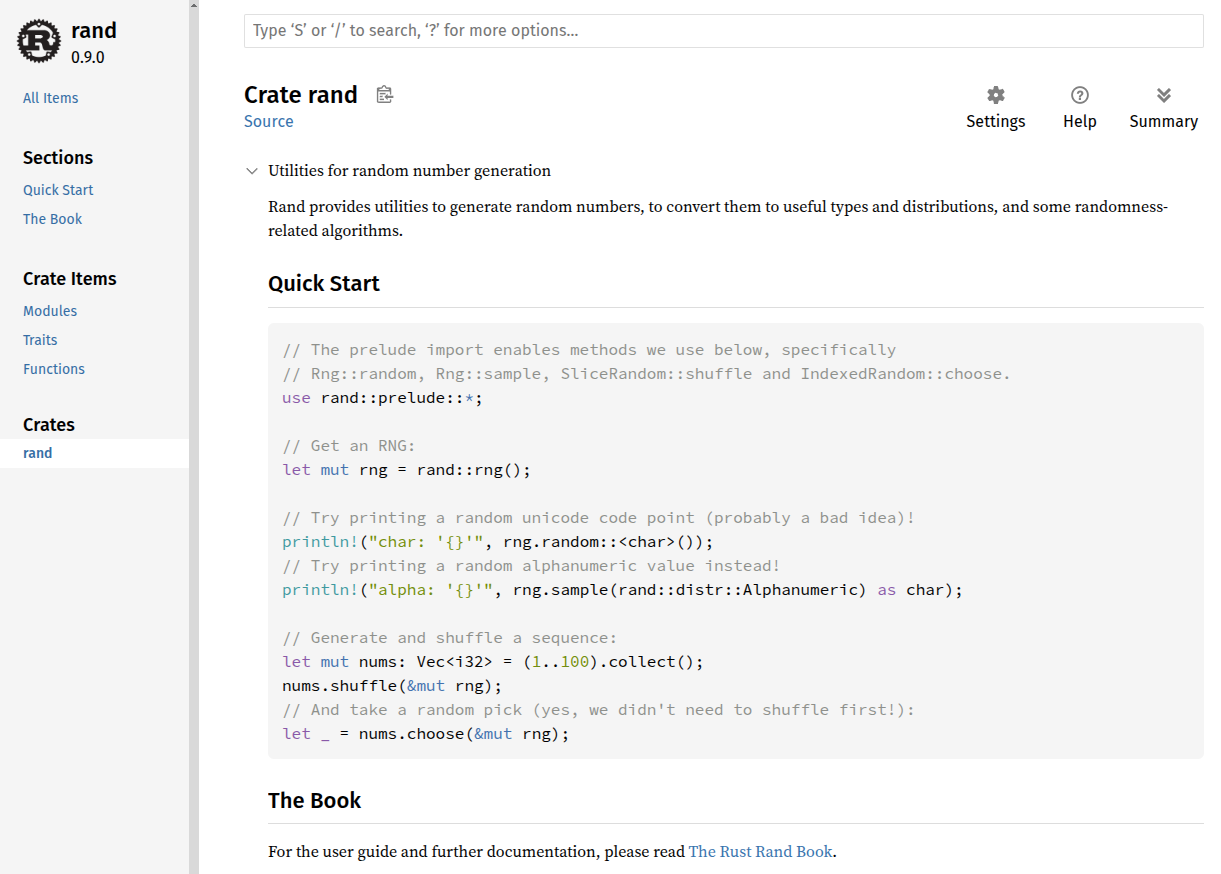 rand
0.9.0
All Items
Sections
Quick Start
The Book
Crate Items
Modules
Traits
Functions
Crates
rand
Type ‘S’ or ‘/’ to search, ‘?’ for more options…
Crate rand
Source
Settings
Help
Summary
Utilities for random number generation
Rand provides utilities to generate random numbers, to convert them to useful types and distributions, and some randomness-
related algorithms.
Quick Start
// The prelude import enables methods we use below, specifically
// Rng::random, Rng::sample, SliceRandom::shuffle and IndexedRandom::choose.
use rand::prelude::*;

// Get an RNG:
let mut rng = rand::rng();

// Try printing a random unicode code point (probably a bad idea)!
println!("char: '{}'", rng.random::<char>());
// Try printing a random alphanumeric value instead!
println!("alpha: '{}'", rng.sample(rand::distr::Alphanumeric) as char);

// Generate and shuffle a sequence:
let mut nums: Vec<i32> = (1..100).collect();
nums.shuffle(&mut rng);
// And take a random pick (yes, we didn't need to shuffle first!):
let _ = nums.choose(&mut rng);
The Book
For the user guide and further documentation, please read The Rust Rand Book.